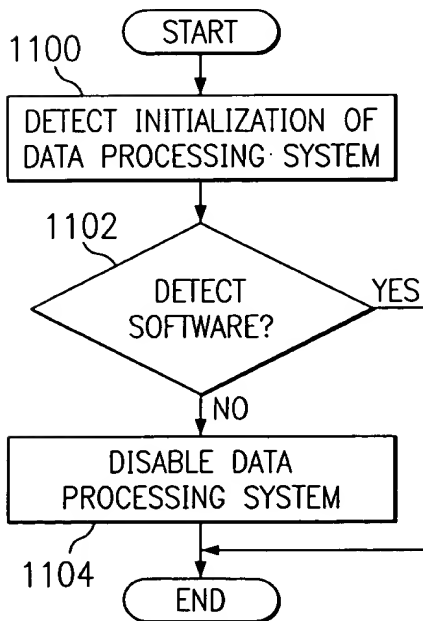 START
1100
DETECT INITIALIZATION OF
DATA PROCESSING SYSTEM
1102
DETECT
SOFTWARE?
YES
NO
DISABLE DATA
PROCESSING SYSTEM
1104
END